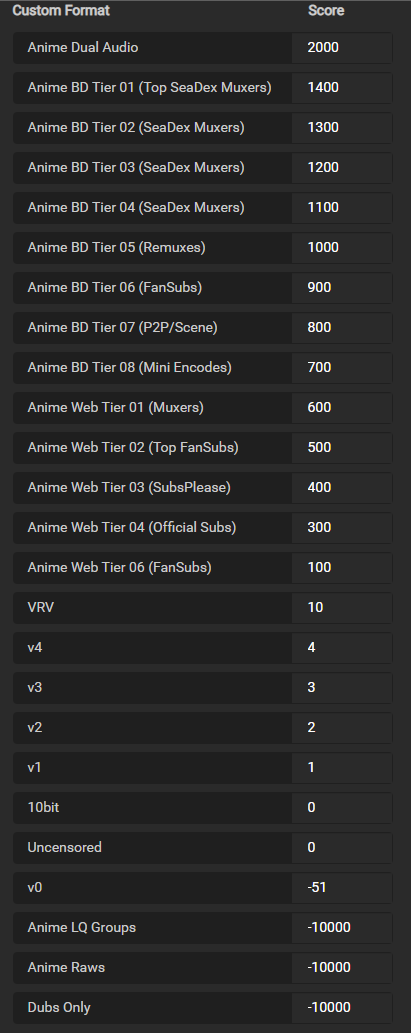 Custom Format Score
Anime Dual Audio 2000
Anime BD Tier 01 (Top SeaDex Muxers) 1400
Anime BD Tier 02 (SeaDex Muxers) 1300
Anime BD Tier 03 (SeaDex Muxers) 1200
Anime BD Tier 04 (SeaDex Muxers) 1100
Anime BD Tier 05 (Remuxes) 1000
Anime BD Tier 06 (FanSubs) 900
Anime BD Tier 07 (P2P/Scene) 800
Anime BD Tier 08 (Mini Encodes) 700
Anime Web Tier 01 (Muxers) 600
Anime Web Tier 02 (Top FanSubs) 500
Anime Web Tier 03 (SubsPlease) 400
Anime Web Tier 04 (Official Subs) 300
Anime Web Tier 06 (FanSubs) 100
VRV 10
v4 4
v3 3
v2 2
v1 1
10bit 0
Uncensored 0
v0 -51
Anime LQ Groups -10000
Anime Raws -10000
Dubs Only -10000